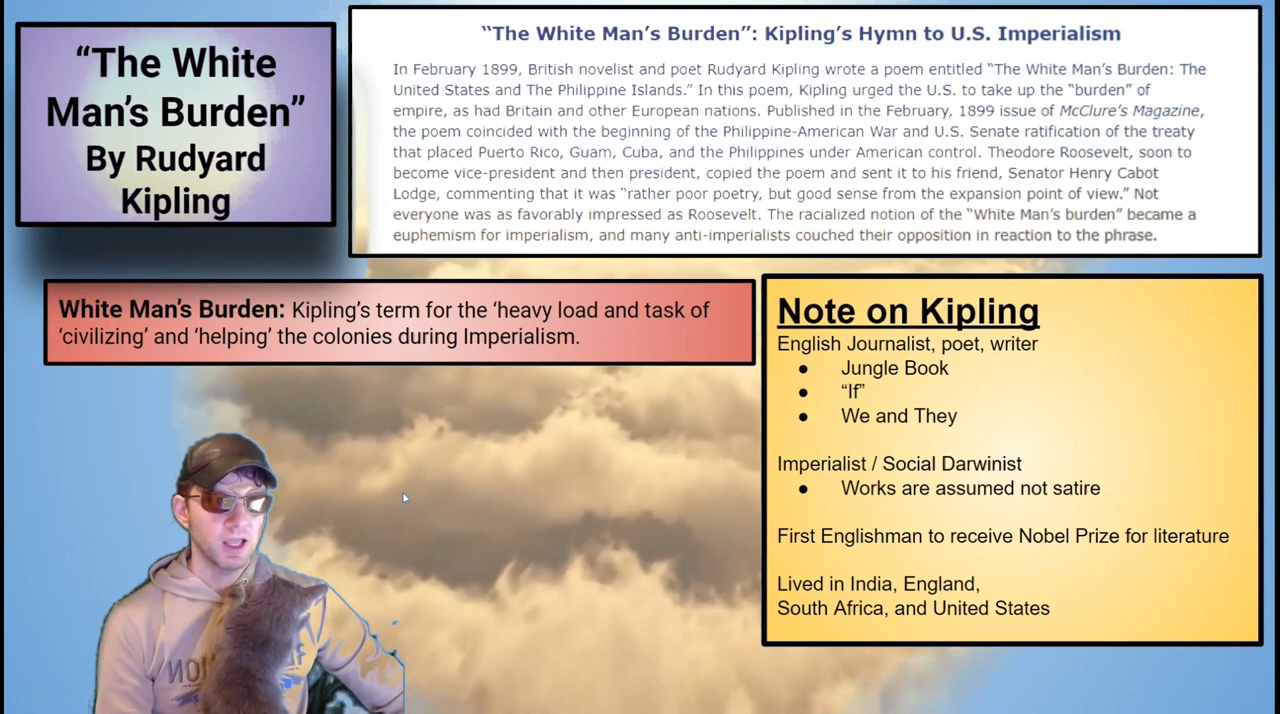 “The White
Man’s Burden”
By Rudyard
Kipling
“The White Man’s Burden”: Kipling’s Hymn to U.S. Imperialism
In February 1899, British novelist and poet Rudyard Kipling wrote a poem entitled “The White Man’s Burden: The
United States and The Philippine Islands.” In this poem, Kipling urged the U.S. to take up the “burden” of
empire, as had Britain and other European nations. Published in the February, 1899 issue of McClure’s Magazine,
the poem coincided with the beginning of the Philippine-American War and U.S. Senate ratification of the treaty
that placed Puerto Rico, Guam, Cuba, and the Philippines under American control. Theodore Roosevelt, soon to
become vice-president and then president, copied the poem and sent it to his friend, Senator Henry Cabot
Lodge, commenting that it was “rather poor poetry, but good sense from the expansion point of view.” Not
everyone was as favorably impressed as Roosevelt. The racialized notion of the “White Man’s burden” became a
euphemism for imperialism, and many anti-imperialists couched their opposition in reaction to the phrase.
White Man’s Burden: Kipling’s term for the ‘heavy load and task of
‘civilizing’ and ‘helping’ the colonies during Imperialism.
Note on Kipling
English Journalist, poet, writer
● Jungle Book
● “If”
● We and They
Imperialist / Social Darwinist
● Works are assumed not satire
First Englishman to receive Nobel Prize for literature
Lived in India, England,
South Africa, and United States